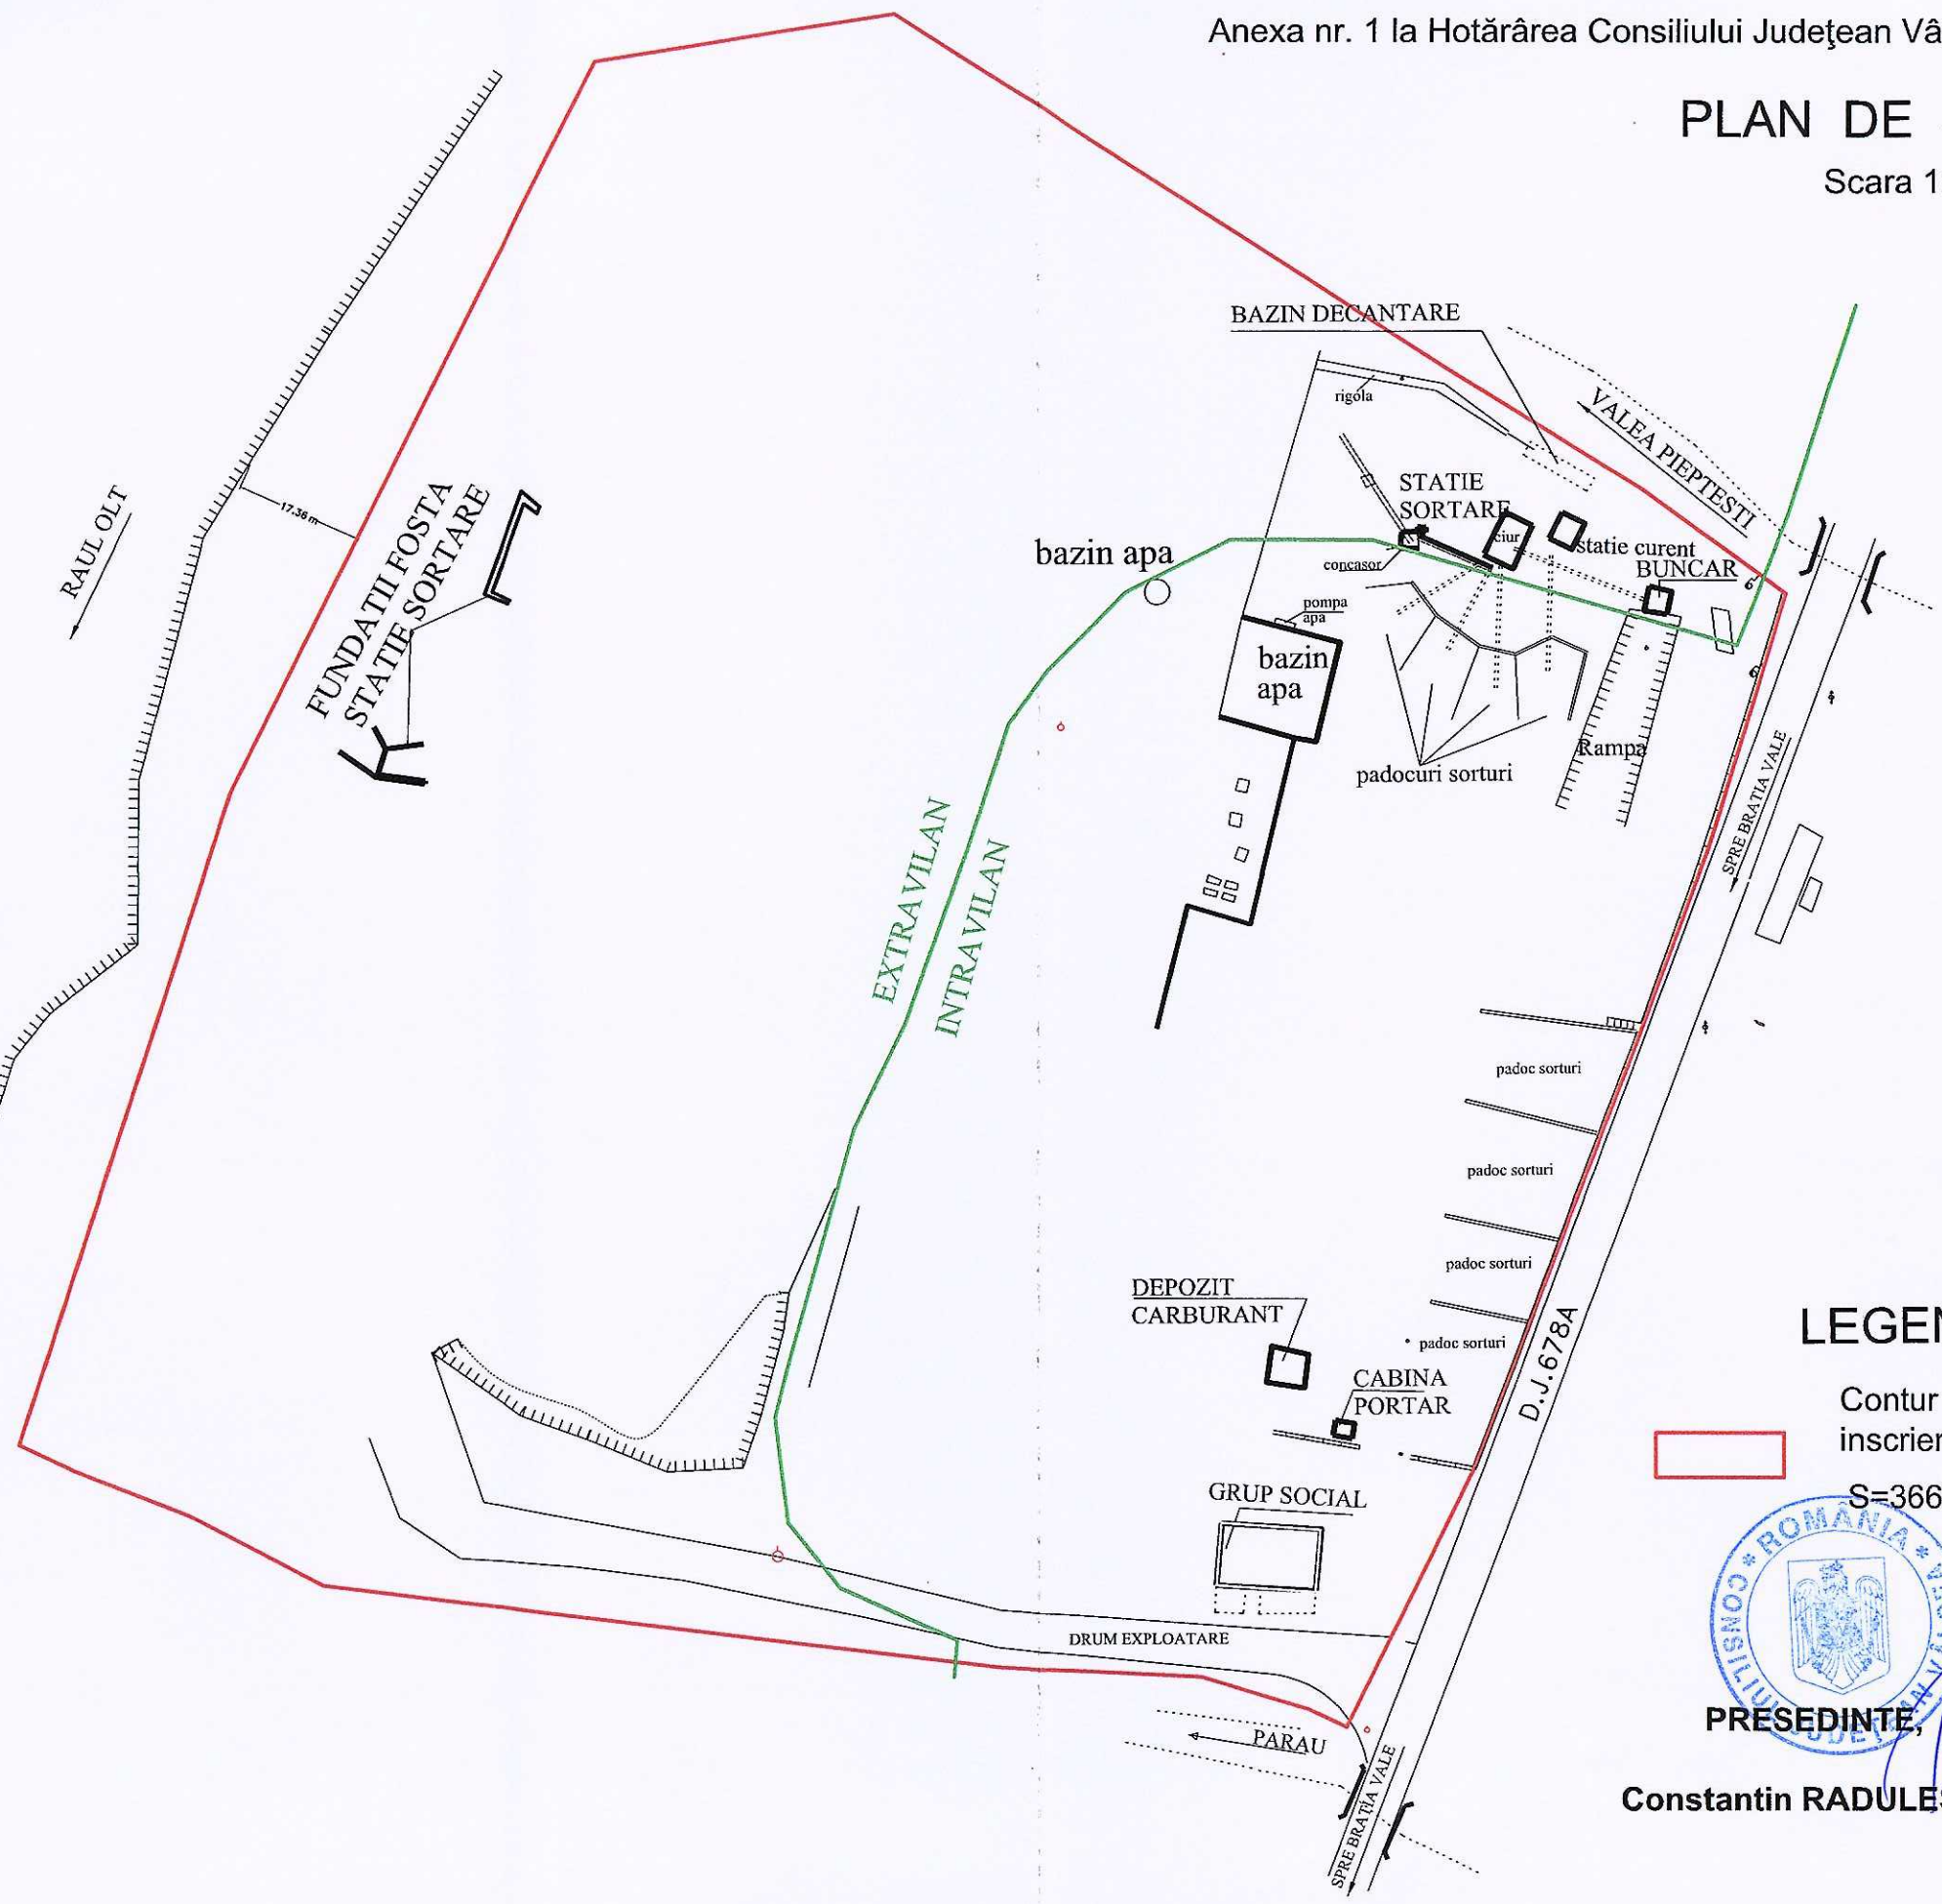 Anexa nr. 1 la Hotărârea Consiliului Judeţean Vâ
PLAN DE
Scara 1
BAZIN DECANTARE
rigola
VALEA PIEPTESTI
STATIE
SORTARE
ciur
Statie curent
BUNCAR
concasor
bazin apa
pompa
apa
bazin
apa
padocuri sorturi
Rampa
SPRE BRATIA VALE
RAUL OLT
17.36 m
FUNDATII FOSTA
STATIE SORTARE
EXTRAVILAN
INTRAVILAN
padoc sorturi
padoc sorturi
padoc sorturi
padoc sorturi
DEPOZIT
CARBURANT
CABINA
PORTAR
D.J.678A
GRUP SOCIAL
DRUM EXPLOATARE
PARAU
SPRE BRATIA VALE
LEGEN
Contur
inscrier
S=366
ROMÂNIA
CONSILIUL JUDEŢEAN
PRESEDINTE,
Constantin RADULES